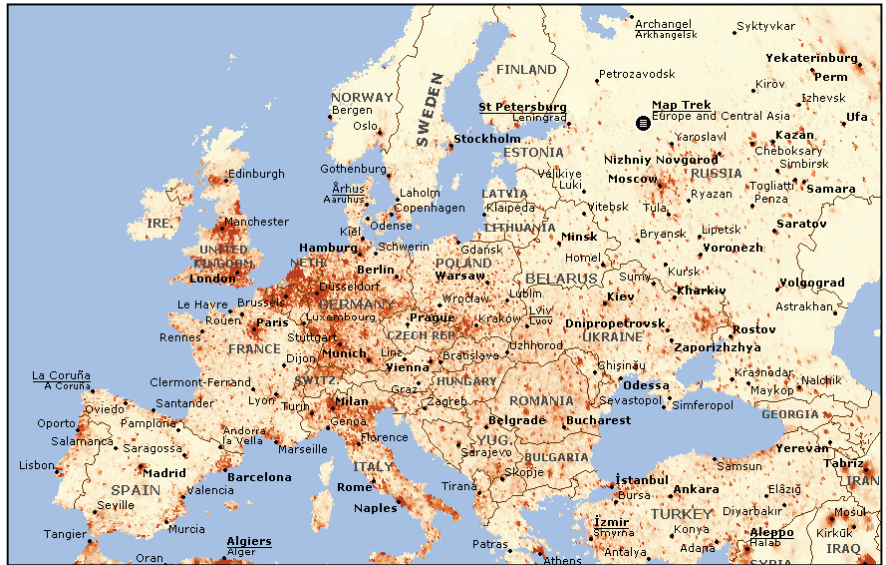 Archangel
Arkhangelsk
Syktyvkar
Yekaterinburg
Perm
FINLAND
Petrozavodsk
Kirov
Izhevsk
NORWAY
Bergen
SWEDEN
St Petersburg
Leningrad
Map Trek
Europe and Central Asia
Ufa
Oslo
Stockholm
Yaroslavl
Kazan
Cheboksary
ESTONIA
Nizhniy Novgorod
Simbirsk
Gothenburg
Velikiye
Luki
RUSSIA
Moscow
Edinburgh
Århus
Aaruhus
Laholm
LATVIA
Togliatti
Samara
Ryazan
Penza
Copenhagen
Klaipeda
Vitebsk
Tula
IRE.
Manchester
Odense
LITHUANIA
Kiel
Minsk
Bryansk
Lipetsk
Saratov
UNITED
KINGDOM
Hamburg
Schwerin
Gdańsk
Voronezh
NETH.
Berlin
POLAND
Warsaw
Homel
Kursk
London
BELARUS
Sumy
Düsseldorf
Volgograd
Le Havre
Brussels
GERMANY
Wrocław
Lublin
Kiev
Kharkiv
Astrakhan
Rouen
Luxembourg
Prague
Kraków
Lviv
Lvov
Rennes
Paris
Stuttgart
CZECH REP.
Dnipropetrovsk
UKRAINE
Rostov
FRANCE
Munich
Linz
Bratislava
Uzhhorod
Zaporizhzhya
Dijon
Vienna
Chişinău
La Coruña
A Coruña
Clermont-Ferrand
SWITZ.
Graz
HUNGARY
Odessa
Krasnodar
Maykop
Nalchik
Oviedo
Santander
Lyon
Turin
Milan
Zagreb
ROMANIA
Sevastopol
Simferopol
Oporto
Pamplona
Andorra
la Vella
Genoa
Belgrade
Bucharest
GEORGIA
Salamanca
Saragossa
Marseille
Florence
YUG.
Sarajevo
BULGARIA
Yerevan
Lisbon
Madrid
Barcelona
ITALY
Skopje
Samsun
Tabriz
SPAIN
Valencia
Rome
Tirana
İstanbul
Bursa
Ankara
Elâzığ
IRAN
Seville
Naples
TURKEY
Diyarbakir
Mosul
Murcia
İzmir
Smyrna
Konya
Aleppo
Halab
Kirkūk
Tangier
Oran
Algiers
Alger
Patras
Athens
Antalya
Adana
SYRIA
IRAQ